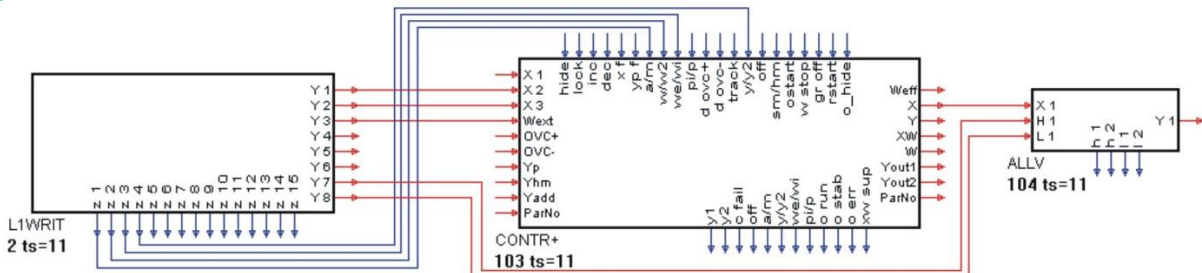 Y 1
Y 2
Y 3
Y 4
Y 5
Y 6
Y 7
Y 8
z 1
z 2
z 3
z 4
z 5
z 6
z 7
z 8
z 9
z 10
z 11
z 12
z 13
z 14
z 15
L1WRIT
2 ts=11
hide
lock
inc
dec
x f
yp f
a/m
w/w2
we/wi
pi/p
d ovc+
d ovc-
track
y/y2
off
sm/hm
ostart
w stop
gr off
rstart
o_hide
X 1
X 2
X 3
Wext
OVC+
OVC-
Yp
Yhm
Yadd
ParNo
Weff
X
Y
XW
W
Yout1
Yout2
ParNo
y1
y2
c fail
off
a/m
y/y2
we/wi
pi/p
o run
o stab
o err
xw sup
CONTR+
103 ts=11
X 1
H 1
L 1
Y 1
h 1
h 2
l 1
l 2
ALLV
104 ts=11